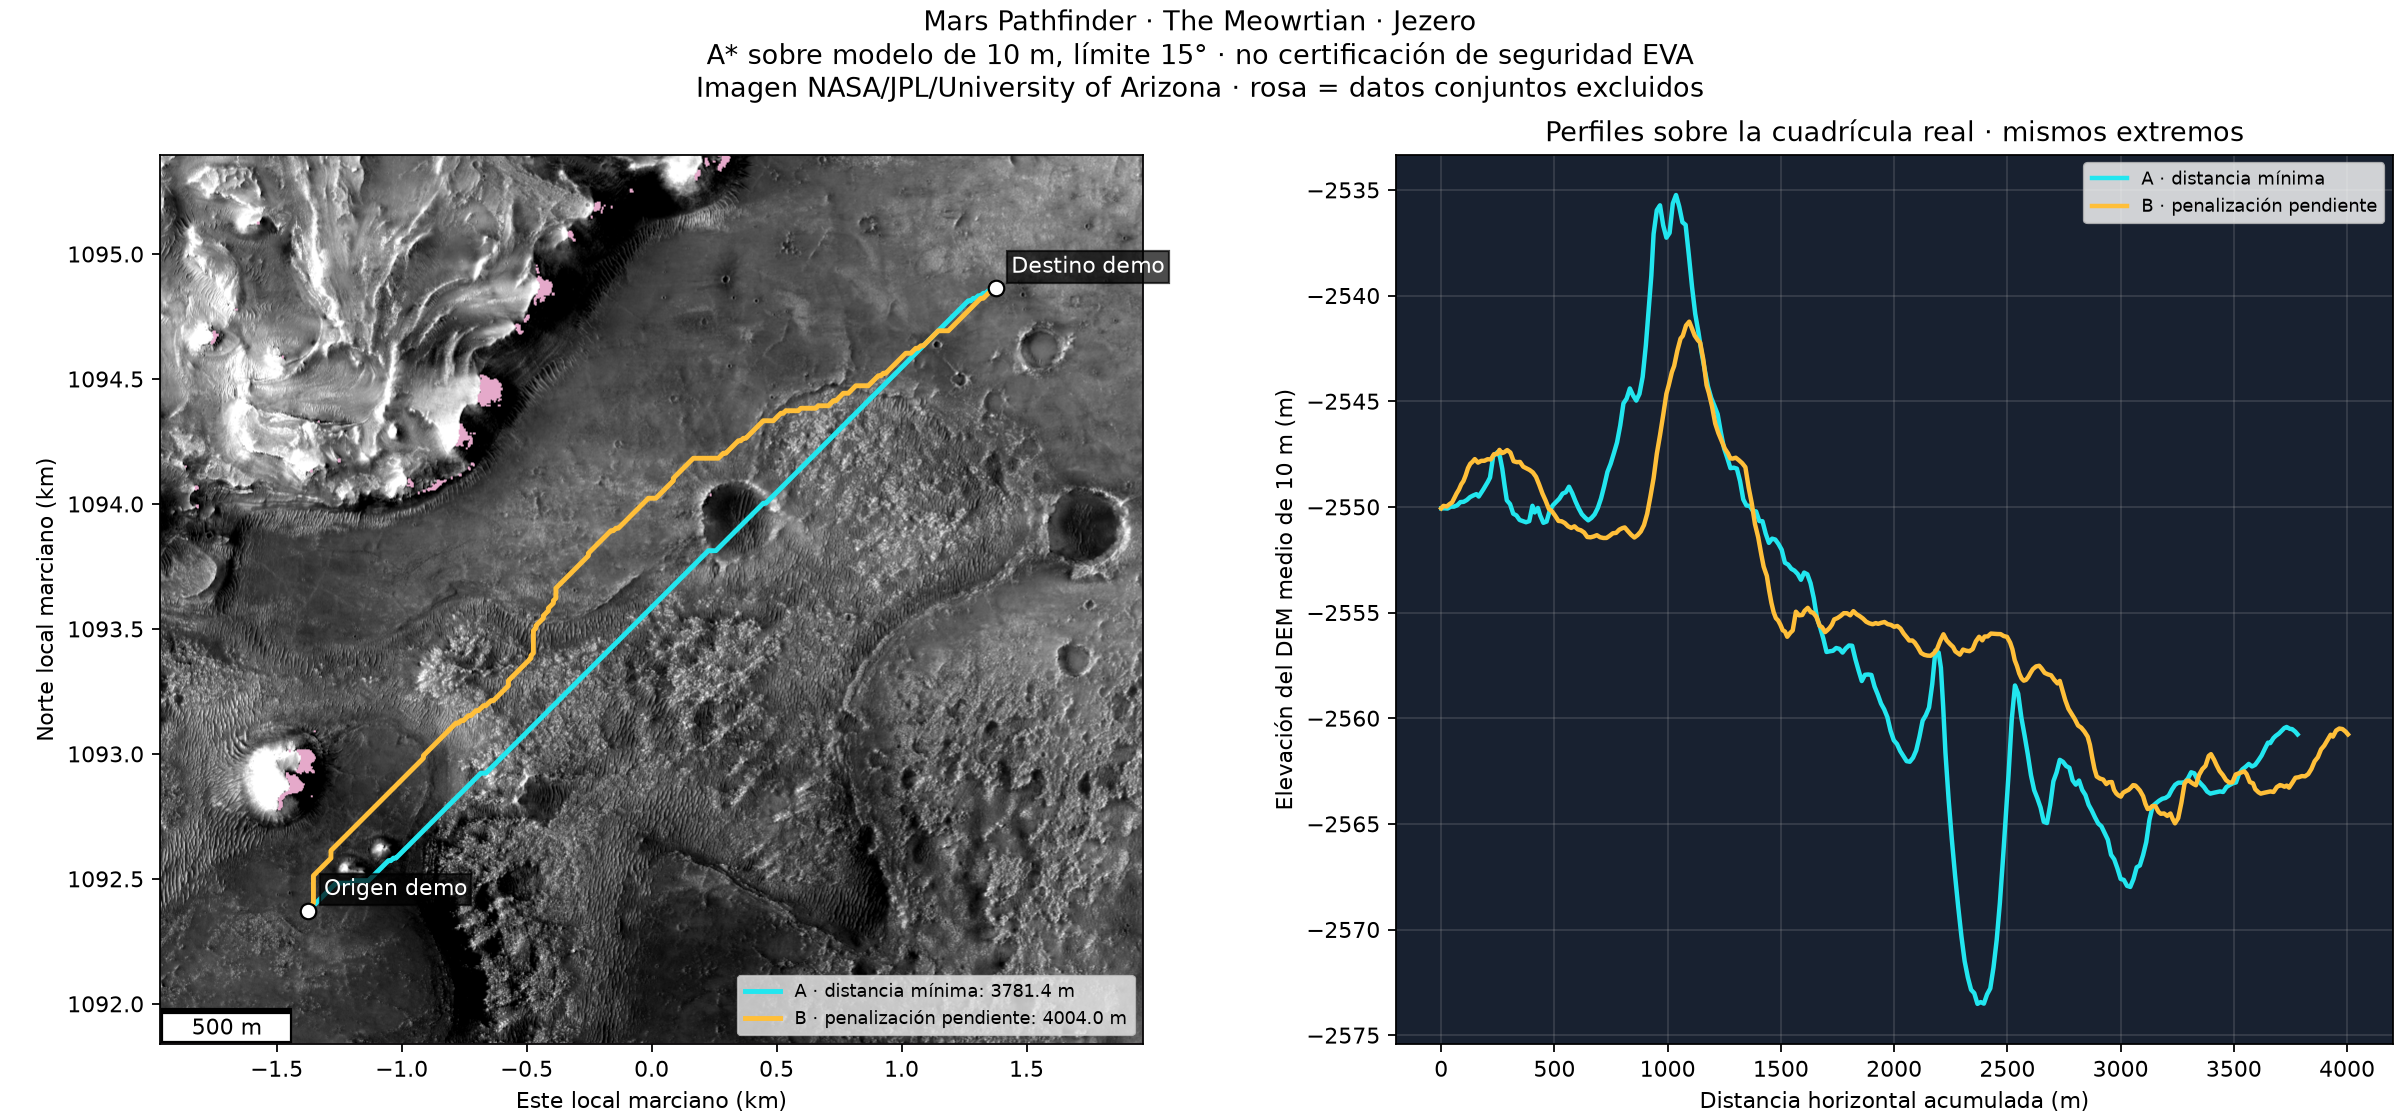 Mars Pathfinder · The Meowrtian · Jezero
A* sobre modelo de 10 m, límite 15° · no certificación de seguridad EVA
Imagen NASA/JPL/University of Arizona · rosa = datos conjuntos excluidos
Norte local marciano (km)
1095.0
1094.5
1094.0
1093.5
1093.0
1092.5
1092.0
Destino demo
Origen demo
500 m
A · distancia mínima: 3781.4 m
B · penalización pendiente: 4004.0 m
−1.5 −1.0 −0.5 0.0 0.5 1.0 1.5
Este local marciano (km)
Perfiles sobre la cuadrícula real · mismos extremos
A · distancia mínima
B · penalización pendiente
Elevación del DEM medio de 10 m (m)
−2535
−2540
−2545
−2550
−2555
−2560
−2565
−2570
−2575
0 500 1000 1500 2000 2500 3000 3500 4000
Distancia horizontal acumulada (m)